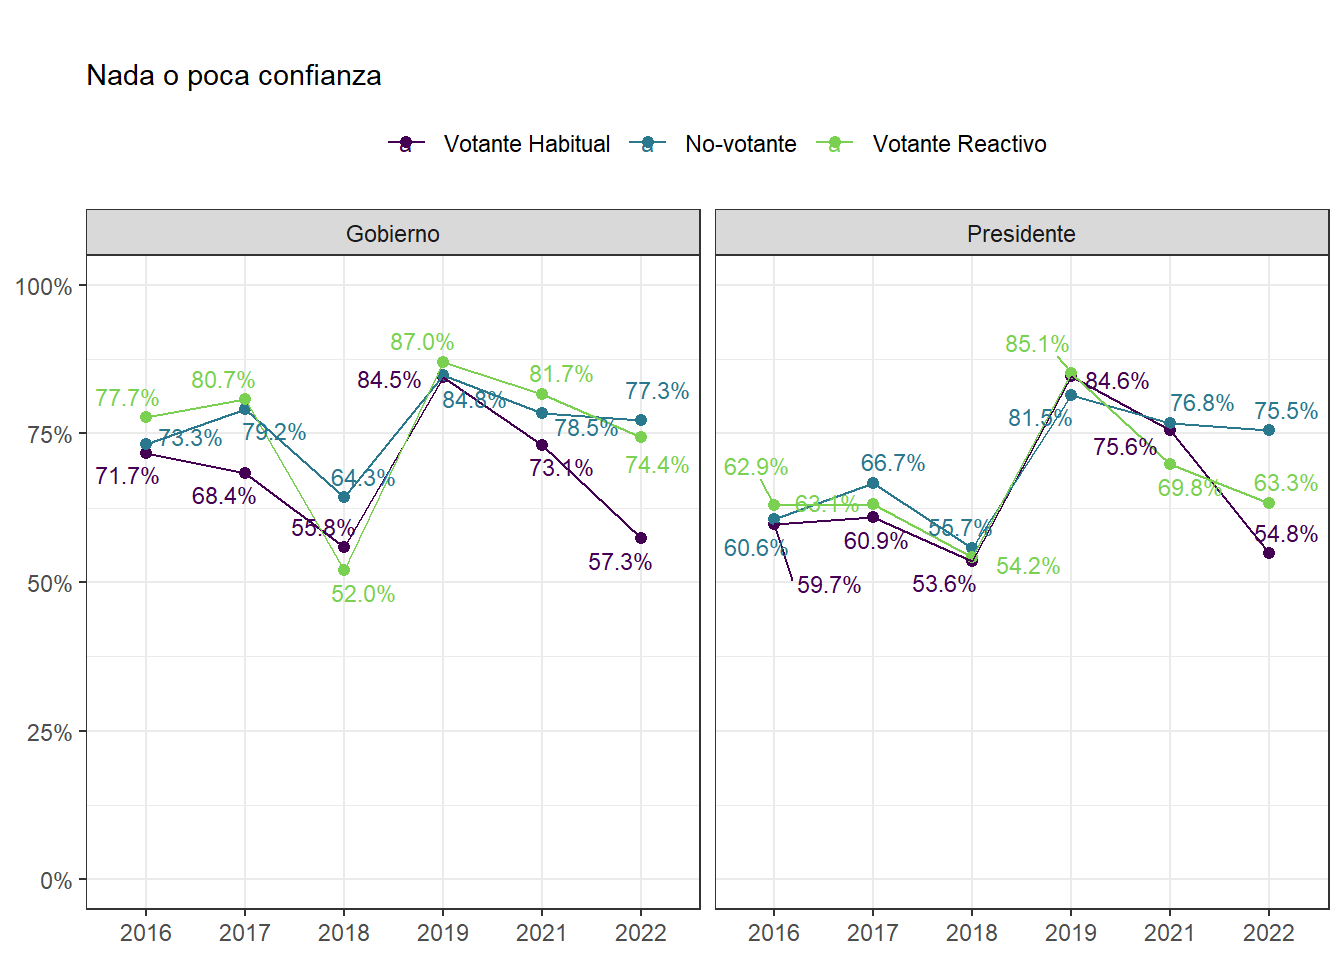 Nada o poca confianza
a Votante Habitual a No-votante a Votante Reactivo
Gobierno Presidente
100%
75%
50%
25%
0%
77.7% 80.7% 52.0% 87.0% 81.7% 74.4%
73.3% 79.2% 64.3% 84.8% 78.5% 77.3%
71.7% 68.4% 55.8% 84.5% 73.1% 57.3%
62.9% 63.1% 54.2% 85.1% 69.8% 63.3%
60.6% 66.7% 55.7% 81.5% 76.8% 75.5%
59.7% 60.9% 53.6% 84.6% 75.6% 54.8%
2016 2017 2018 2019 2021 2022 2016 2017 2018 2019 2021 2022